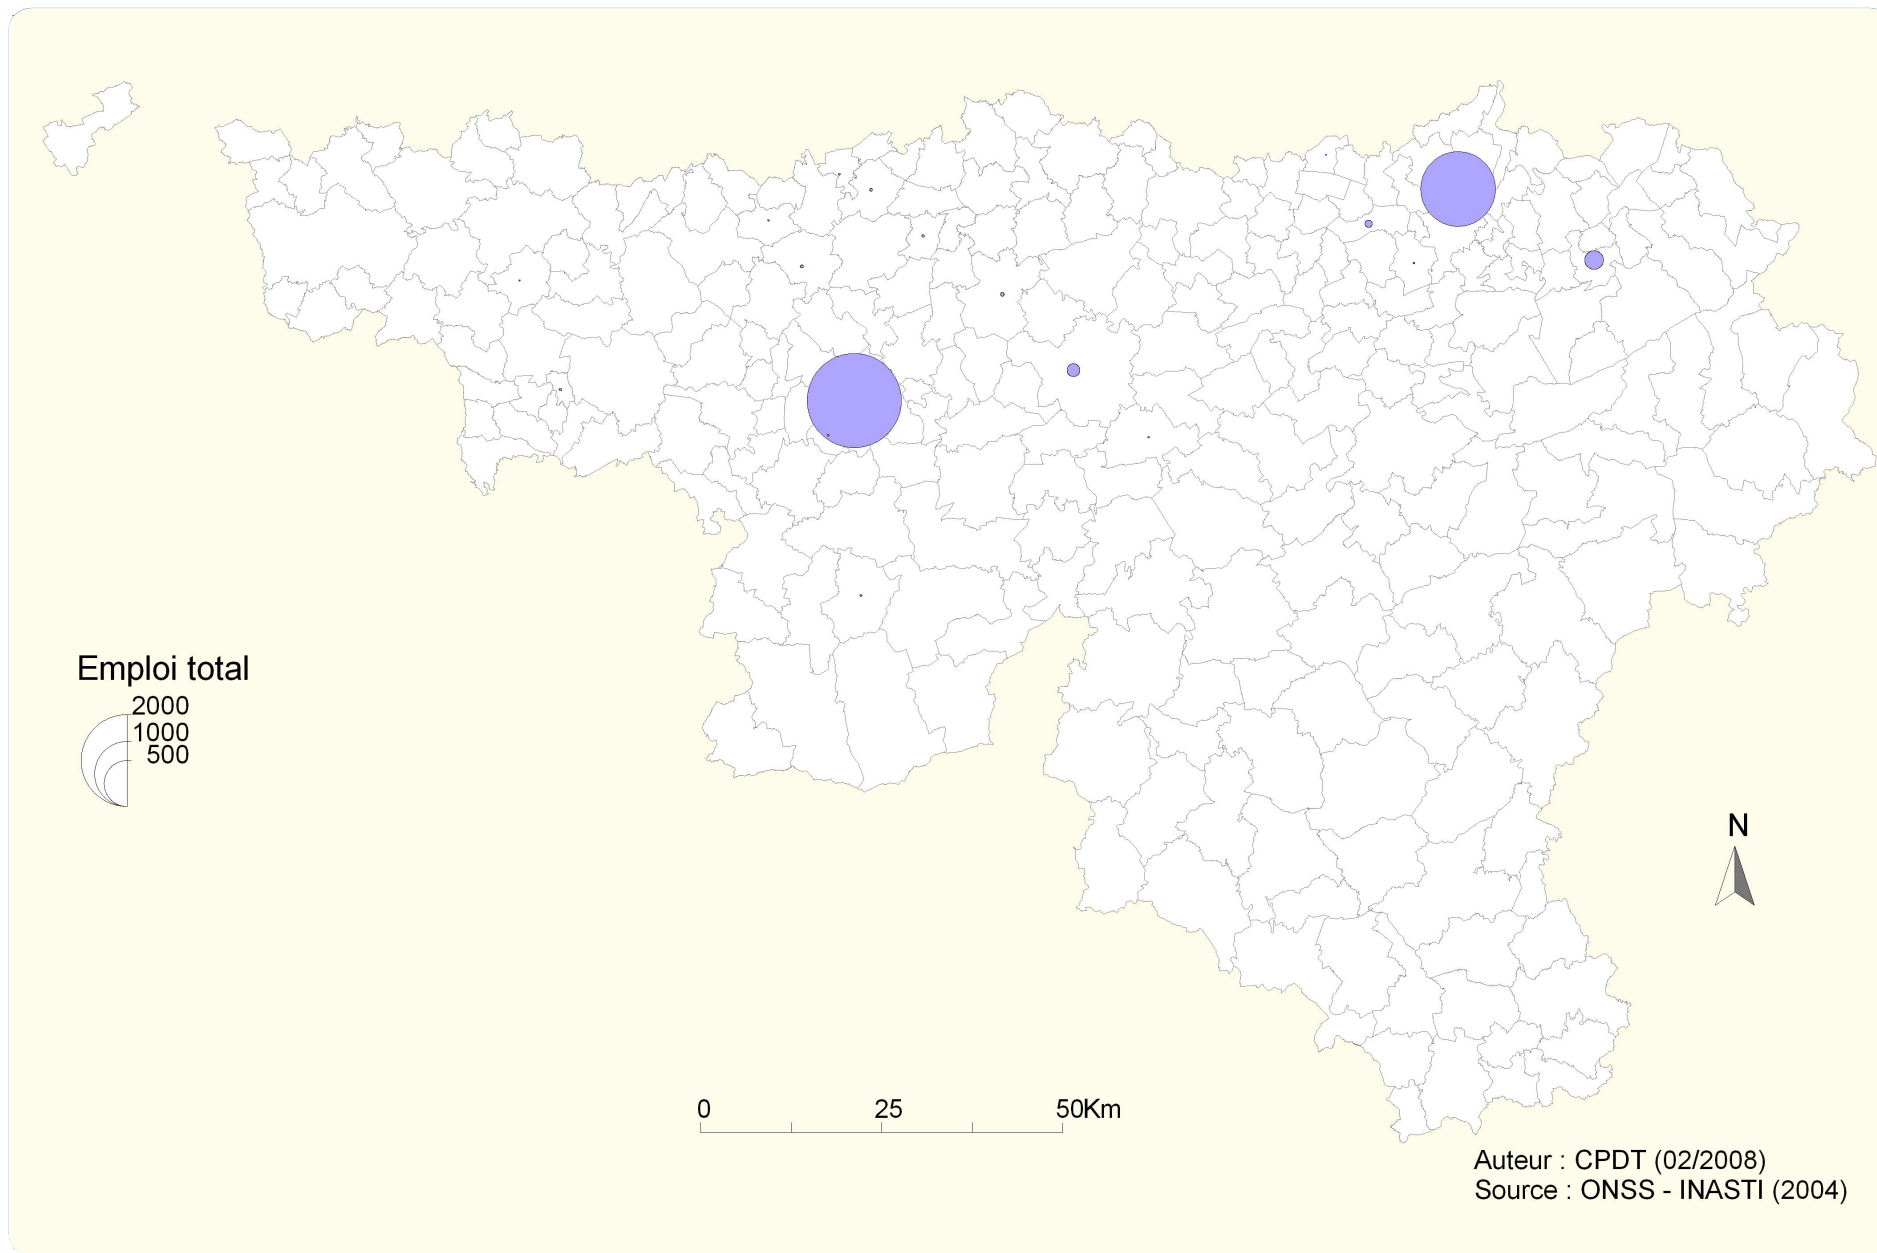 Emploi total
2000
1000
500
N
0 25 50Km
Auteur : CPDT (02/2008)
Source : ONSS - INASTI (2004)